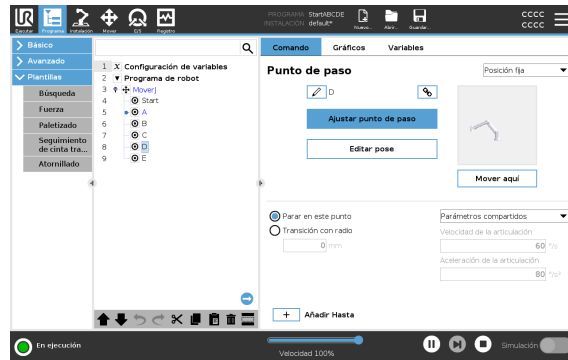 UR
PROGRAMA StartABCDE
INSTALACIÓN default*
cccc
cccc
Ejecutar Programa Instalación Mover E/S Registro Nuevo... Abrir... Guardar...
Básico
Avanzado
Plantillas
Búsqueda
Fuerza
Paletizado
Seguimiento
de cinta tra...
Atornillado
1 X Configuración de variables
2 Programa de robot
3 MoverJ
4 Start
5 A
6 B
7 C
8 D
9 E
Comando Gráficos Variables
Punto de paso
Posición fija
D
Ajustar punto de paso
Editar pose
Mover aquí
Parar en este punto
Parámetros compartidos
Transición con radio
Velocidad de la articulación
0 mm
60 °/s
Aceleración de la articulación
80 °/s²
+ Añadir Hasta
En ejecución
Velocidad 100%
Simulación